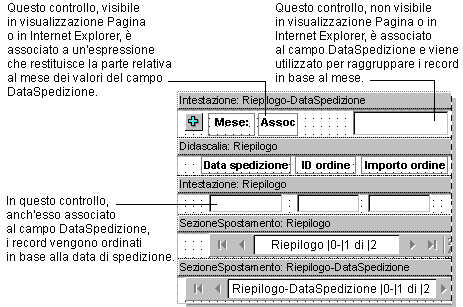 Questo controllo, visibile
in visualizzazione Pagina
o in Internet Explorer, è
associato a un'espressione
che restituisce la parte relativa
al mese dei valori del campo
DataSpedizione.
Questo controllo, non visibile
in visualizzazione Pagina o in
Internet Explorer, è associato
al campo DataSpedizione e viene
utilizzato per raggruppare i record
in base al mese.
Intestazione: Riepilogo-DataSpedizione
Mese: Assoc
Didascalia: Riepilogo
Data spedizione ID ordine Importo ordine
Intestazione: Riepilogo
In questo controllo,
anch'esso associato
al campo DataSpedizione,
i record vengono ordinati
in base alla data di spedizione.
SezioneSpostamento: Riepilogo
Riepilogo |0-|1 di |2
SezioneSpostamento: Riepilogo-DataSpedizione
Riepilogo-DataSpedizione |0-|1 di |2